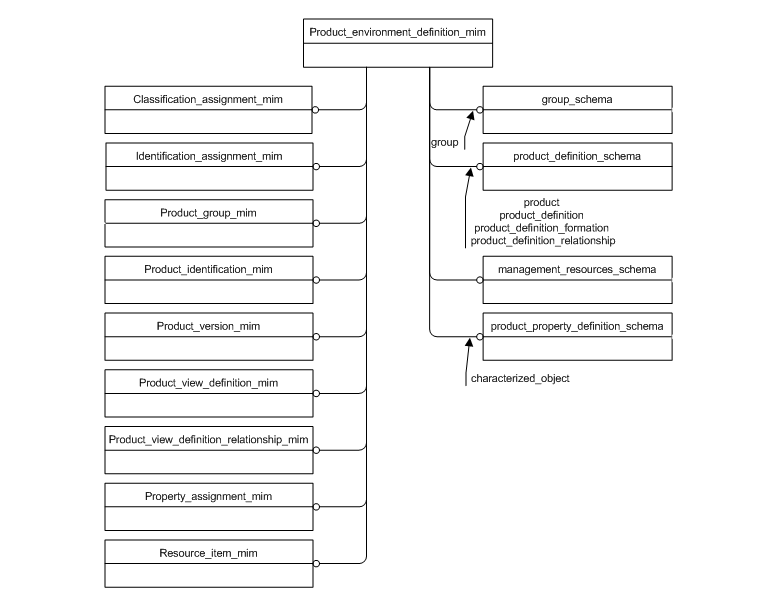 Product_environment_definition_mim
Classification_assignment_mim
Identification_assignment_mim
Product_group_mim
Product_identification_mim
Product_version_mim
Product_view_definition_mim
Product_view_definition_relationship_mim
Property_assignment_mim
Resource_item_mim
group_schema
group
product_definition_schema
product
product_definition
product_definition_formation
product_definition_relationship
management_resources_schema
product_property_definition_schema
characterized_object